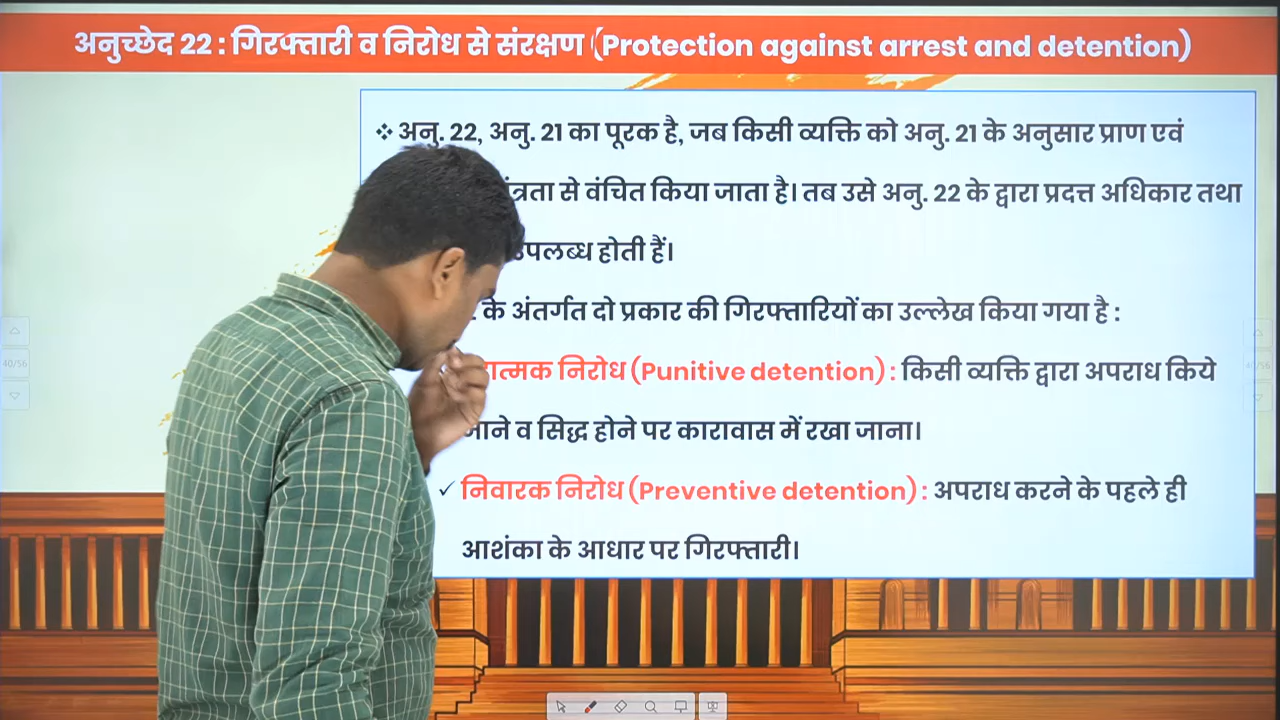 अनुच्छेद 22 : गिरफ्तारी व निरोध से संरक्षण (Protection against arrest and detention)
❖ अनु. 22, अनु. 21 का पूरक है, जब किसी व्यक्ति को अनु. 21 के अनुसार प्राण एवं
से वंचित किया जाता है। तब उसे अनु. 22 के द्वारा प्रदत्त अधिकार तथा
उपलब्ध होती हैं।
के अंतर्गत दो प्रकार की गिरफ्तारियों का उल्लेख किया गया है :
निरोध (Punitive detention) : किसी व्यक्ति द्वारा अपराध किये
जाने व सिद्ध होने पर कारावास में रखा जाना।
✓ निवारक निरोध (Preventive detention) : अपराध करने के पहले ही
आशंका के आधार पर गिरफ्तारी।
40/56